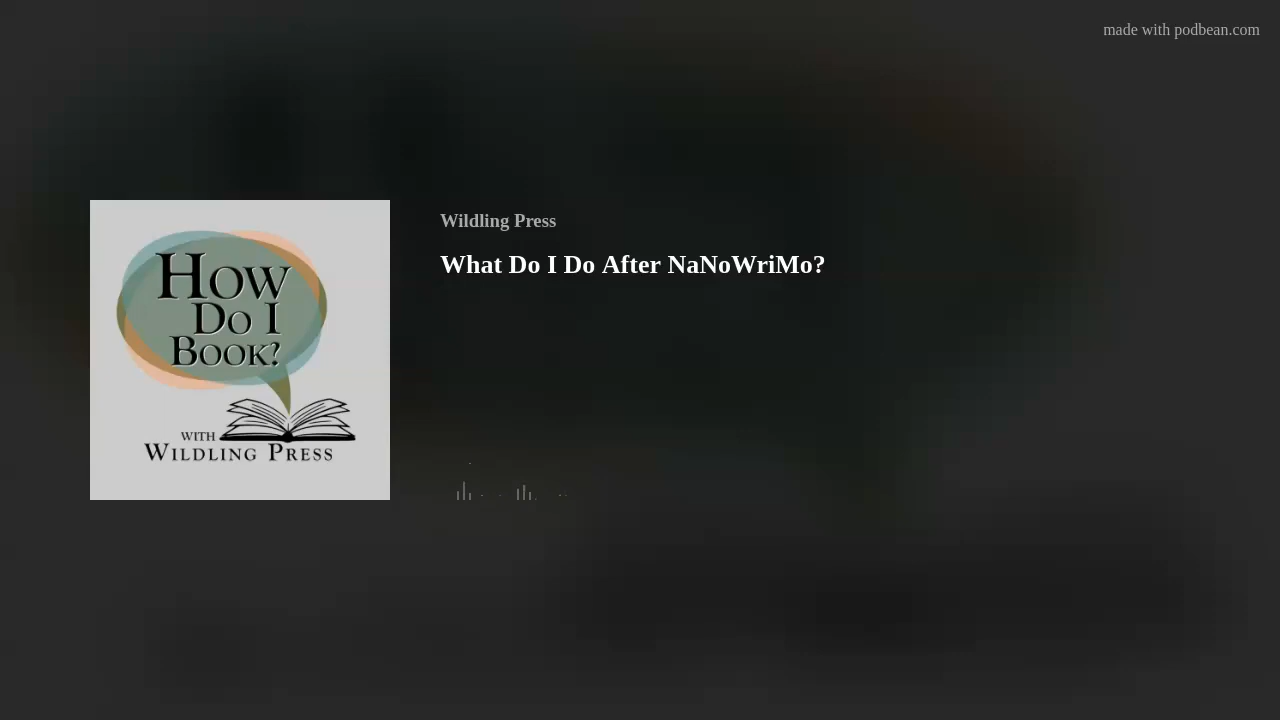 made with podbean.com
How
Do I
Book?
with
Wildling Press
Wildling Press
What Do I Do After NaNoWriMo?